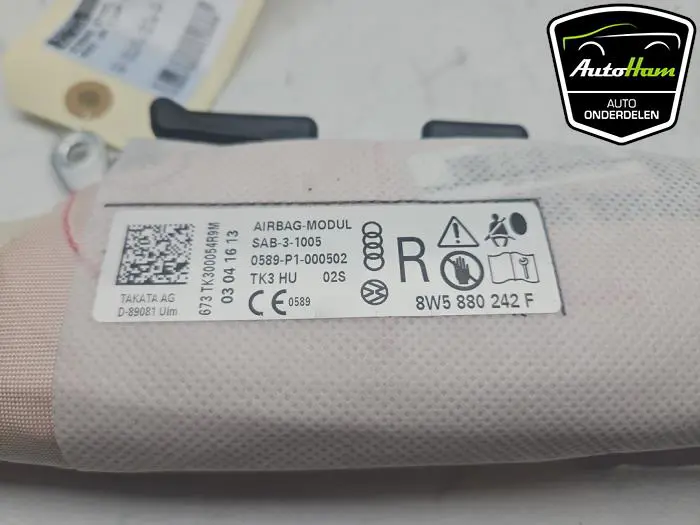 AutoHam
AUTO
ONDERDELEN
AIRBAG-MODUL
SAB-3-1005
0589-P1-000502
TK3 HU 02S
CE 0589
TAKATA AG
D-89081 Ulm
673 TK300054R9M
03 04 16 13
R
8W5 880 242 F